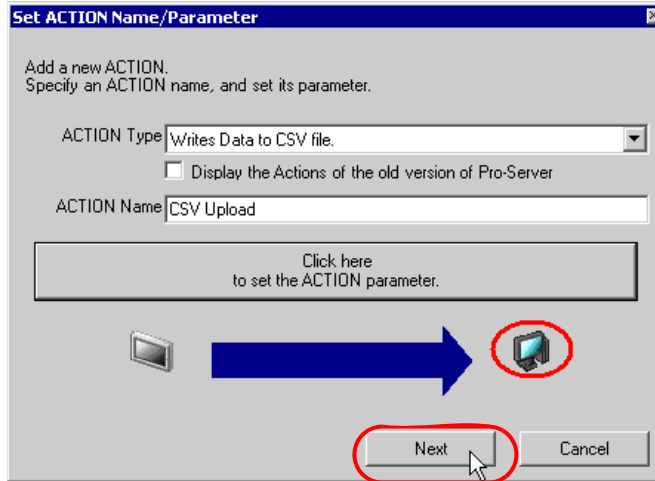 Set ACTION Name/Parameter
Add a new ACTION.
Specify an ACTION name, and set its parameter.
ACTION Type Writes Data to CSV file.
Display the Actions of the old version of Pro-Server
ACTION Name CSV Upload
Click here
to set the ACTION parameter.
Next Cancel